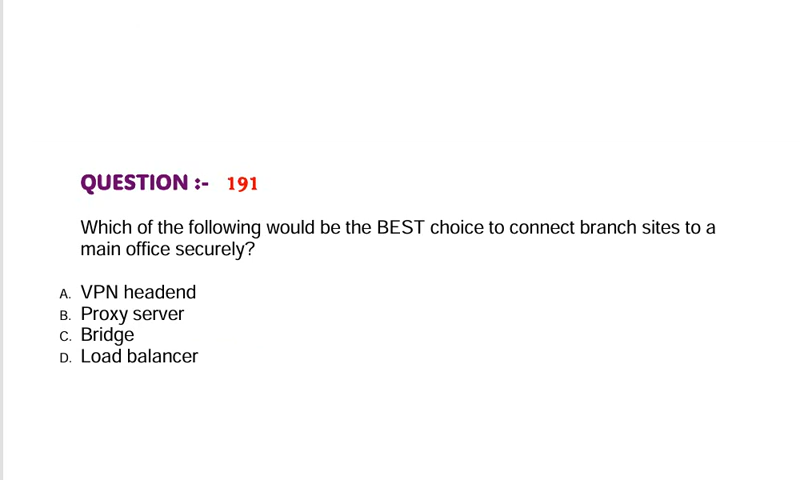 QUESTION :- 191
Which of the following would be the BEST choice to connect branch sites to a
main office securely?
A. VPN headend
B. Proxy server
C. Bridge
D. Load balancer